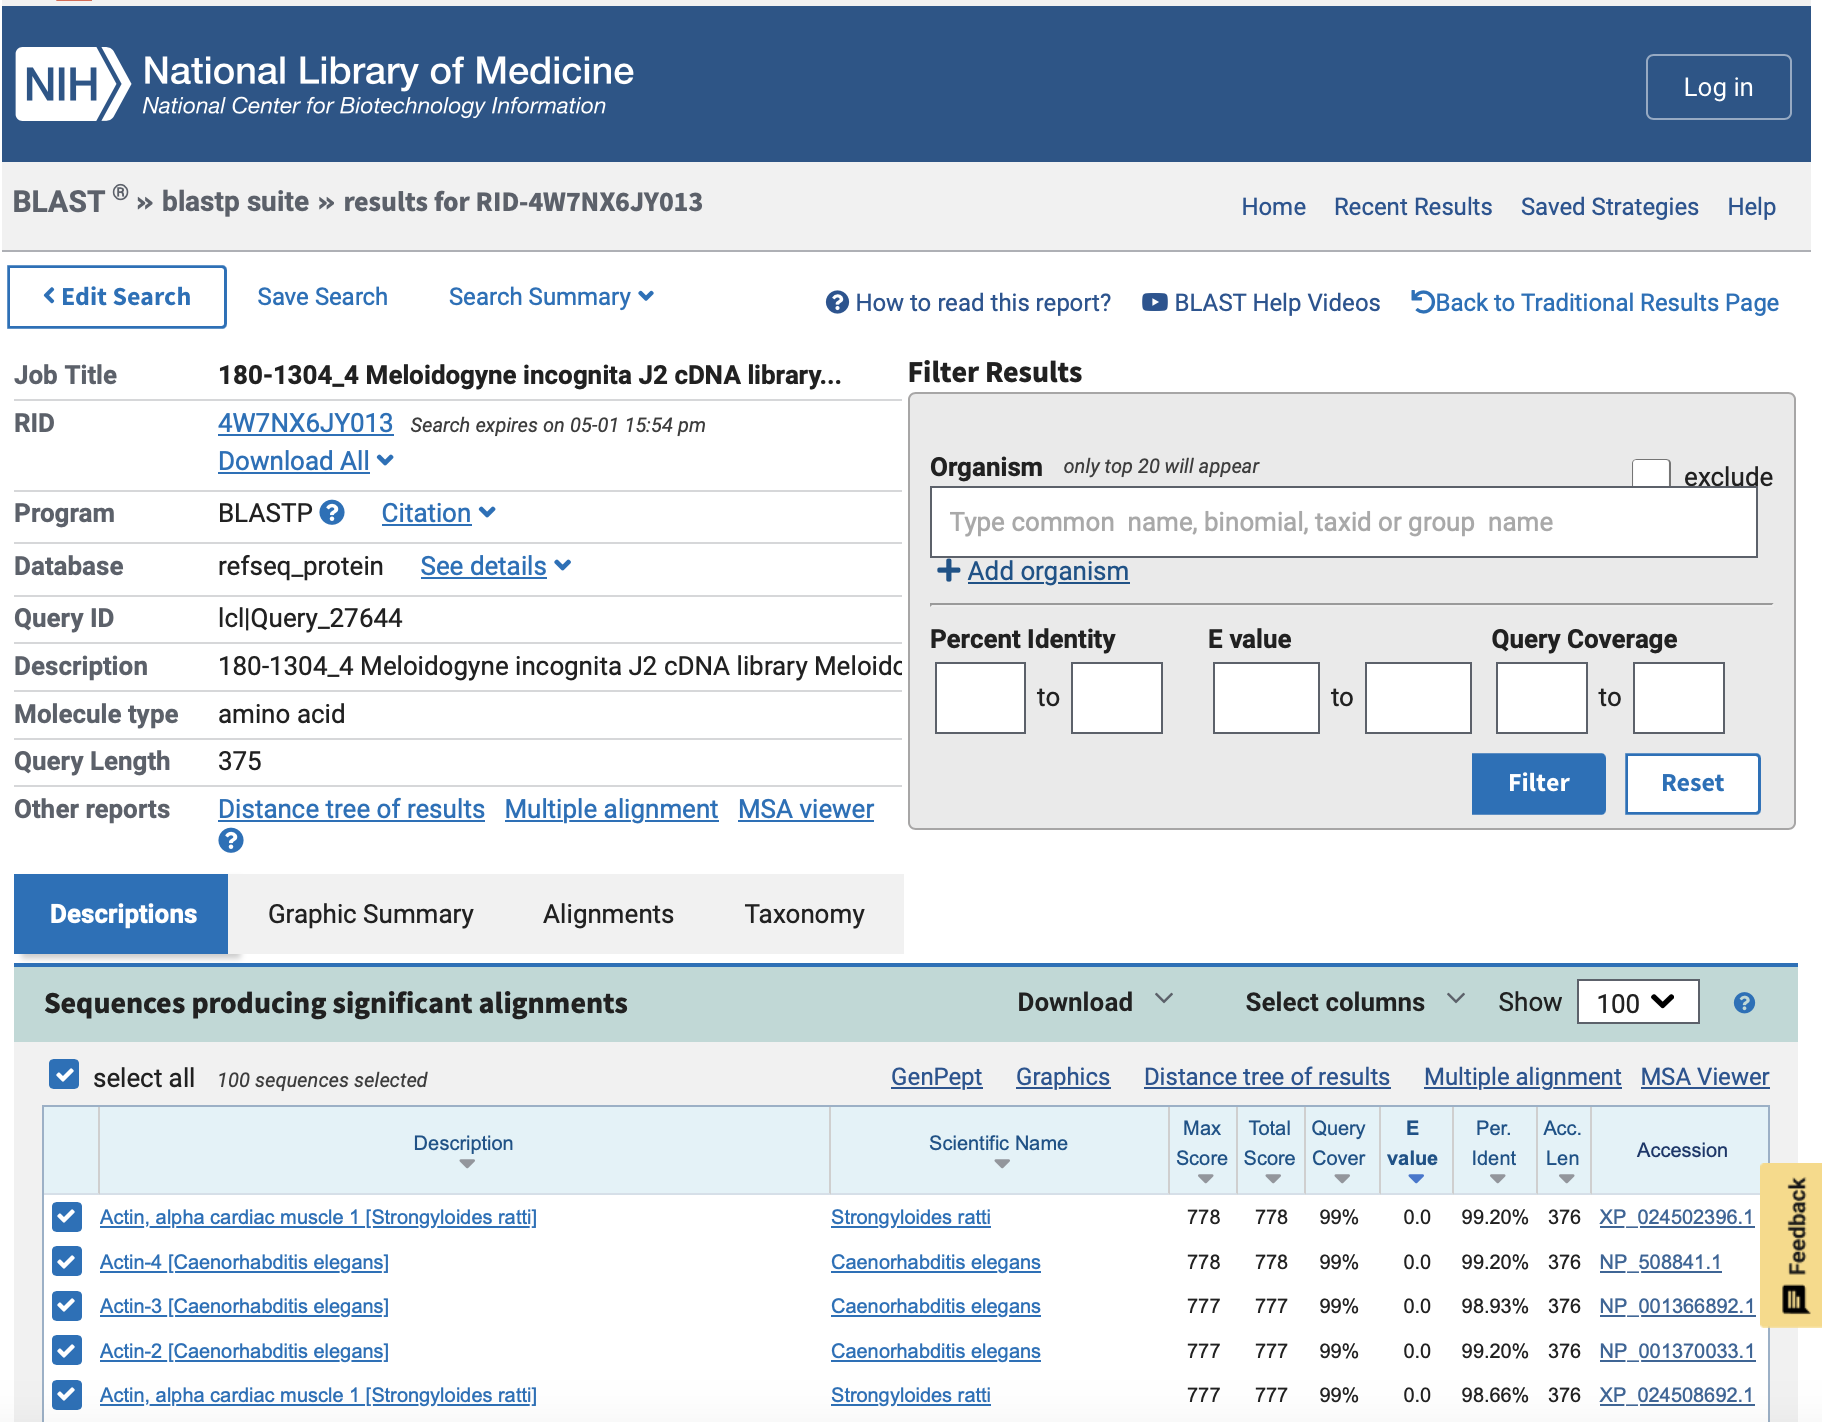 NIH National Library of Medicine
National Center for Biotechnology Information
Log in
BLAST ® » blastp suite » results for RID-4W7NX6JY013
Home Recent Results Saved Strategies Help
Edit Search Save Search Search Summary
How to read this report? BLAST Help Videos Back to Traditional Results Page
Job Title 180-1304_4 Meloidogyne incognita J2 cDNA library...
RID 4W7NX6JY013 Search expires on 05-01 15:54 pm
Download All
Program BLASTP Citation
Database refseq_protein See details
Query ID lcl|Query_27644
Description 180-1304_4 Meloidogyne incognita J2 cDNA library Meloidc
Molecule type amino acid
Query Length 375
Other reports Distance tree of results Multiple alignment MSA viewer
Filter Results
Organism only top 20 will appear exclude
Type common name, binomial, taxid or group name
Add organism
Percent Identity E value Query Coverage
to to to
Filter Reset
Descriptions Graphic Summary Alignments Taxonomy
Sequences producing significant alignments Download Select columns Show 100
select all 100 sequences selected GenPept Graphics Distance tree of results Multiple alignment MSA Viewer
Description Scientific Name Max Score Total Score Query Cover E value Per. Ident Acc. Len Accession
Actin, alpha cardiac muscle 1 [Strongyloides ratti] Strongyloides ratti 778 778 99% 0.0 99.20% 376 XP_024502396.1
Actin-4 [Caenorhabditis elegans] Caenorhabditis elegans 778 778 99% 0.0 99.20% 376 NP_508841.1
Actin-3 [Caenorhabditis elegans] Caenorhabditis elegans 777 777 99% 0.0 98.93% 376 NP_001366892.1
Actin-2 [Caenorhabditis elegans] Caenorhabditis elegans 777 777 99% 0.0 99.20% 376 NP_001370033.1
Actin, alpha cardiac muscle 1 [Strongyloides ratti] Strongyloides ratti 777 777 99% 0.0 98.66% 376 XP_024508692.1
Feedback